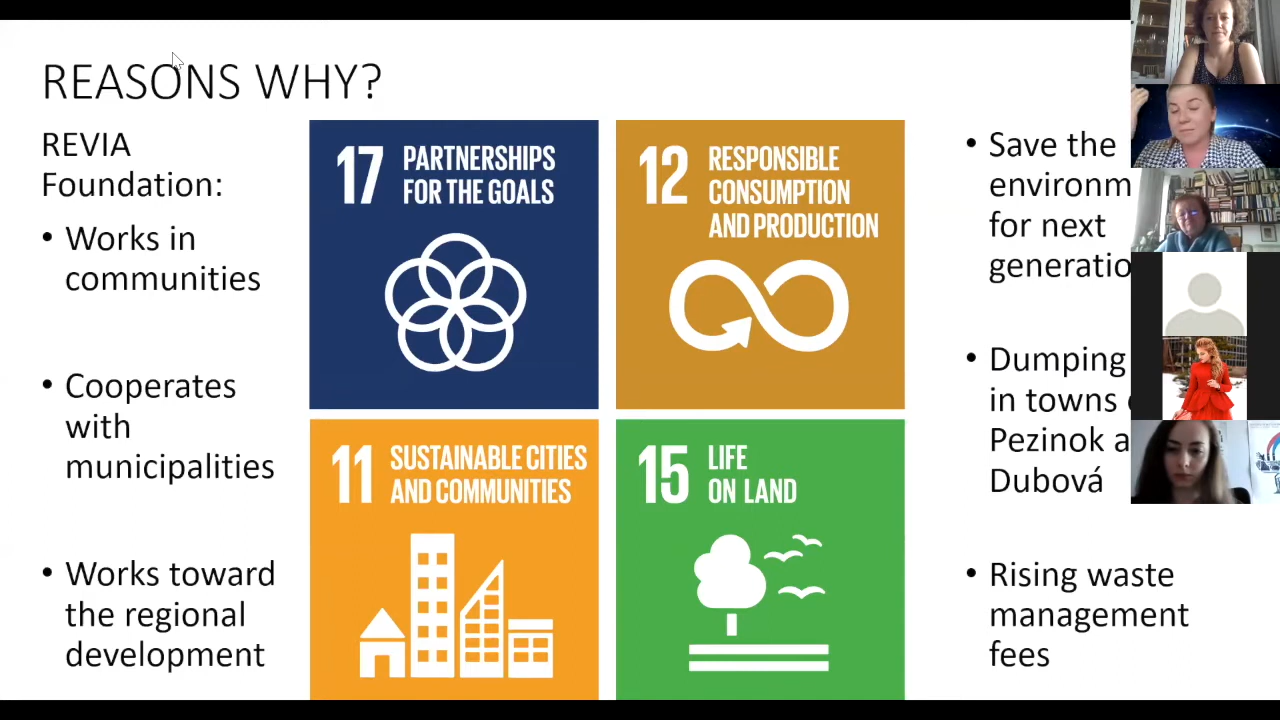 REASONS WHY?
REVIA
Foundation:
• Works in
communities
• Cooperates
with
municipalities
• Works toward
the regional
development
17 PARTNERSHIPS
FOR THE GOALS
12 RESPONSIBLE
CONSUMPTION
AND PRODUCTION
11 SUSTAINABLE CITIES
AND COMMUNITIES
15 LIFE
ON LAND
• Save the
environm
for next
generatio
• Dumping
in towns
Pezinok a
Dubová
• Rising waste
management
fees